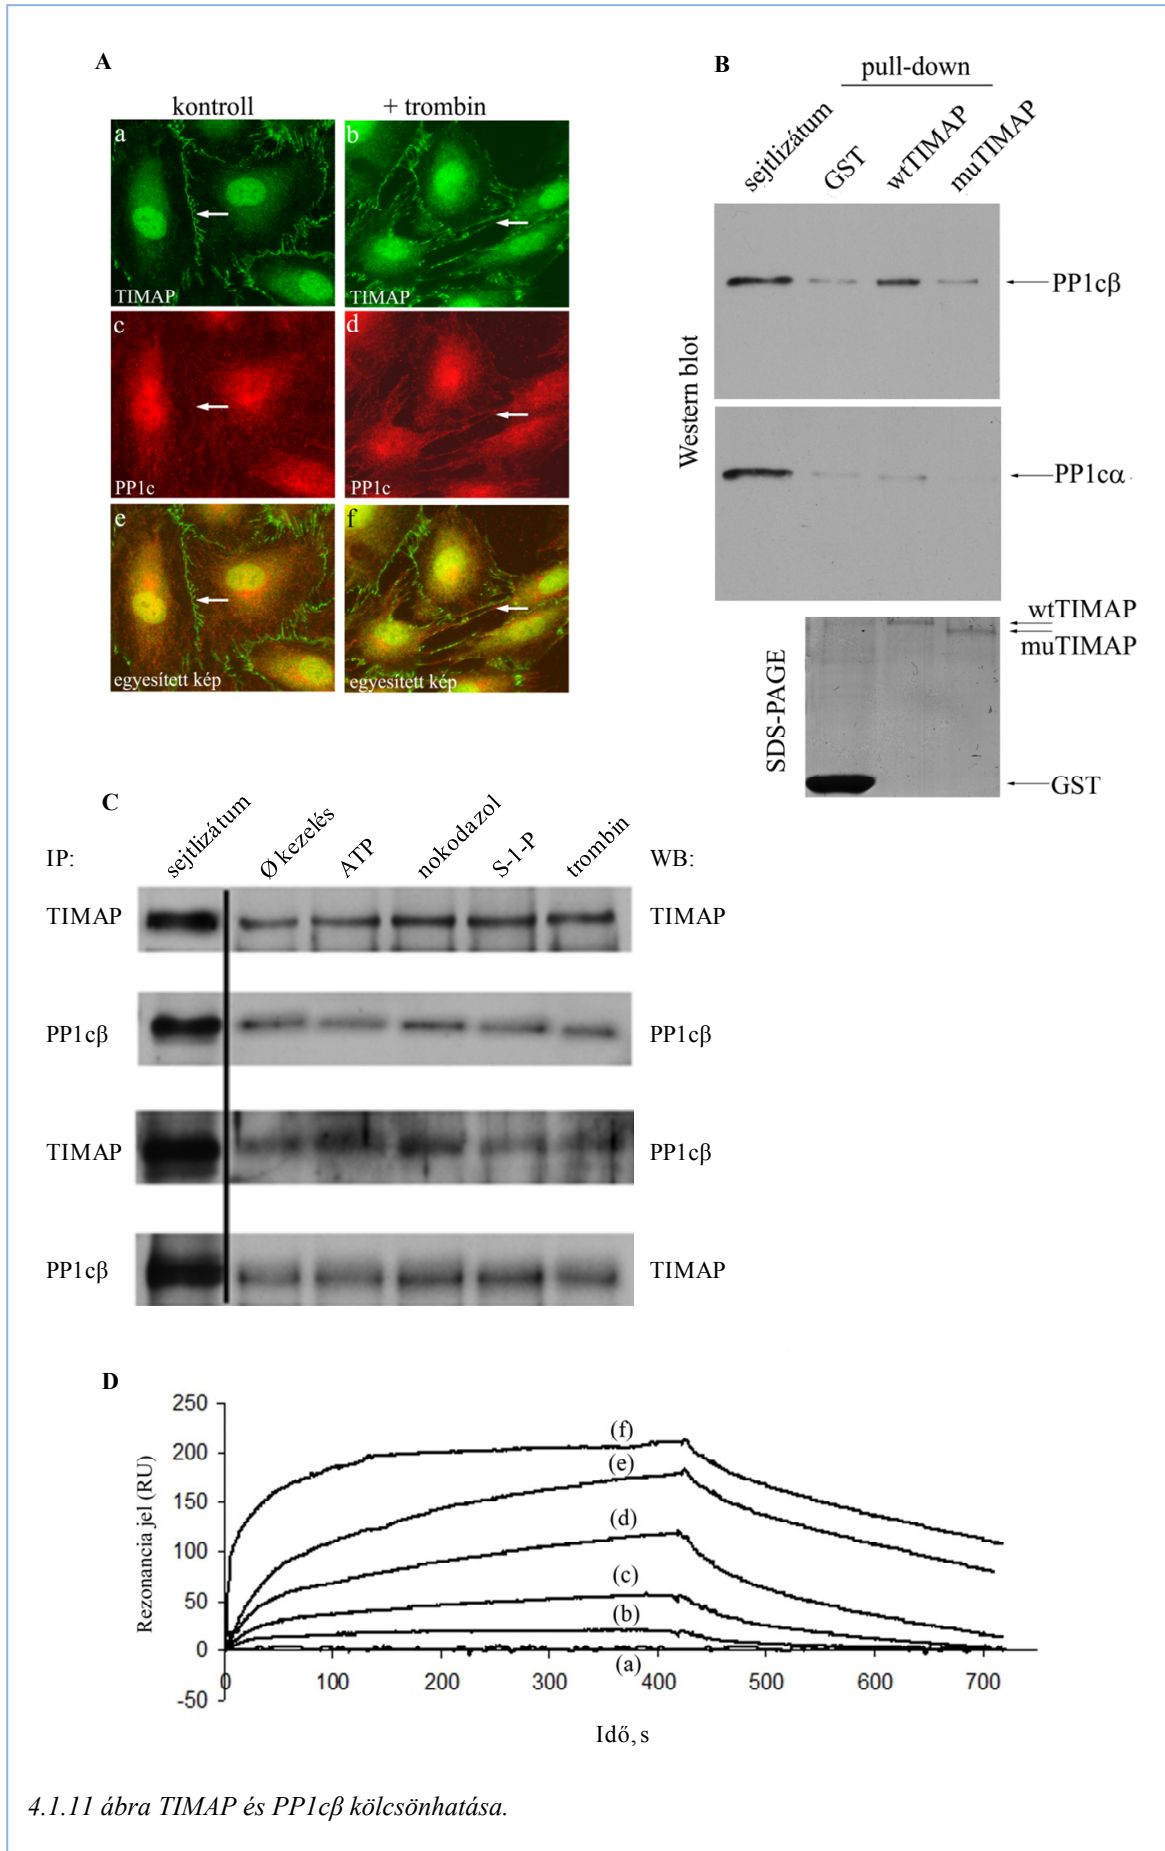 A
kontroll
+ trombin
a
b
TIMAP
TIMAP
c
d
PP1c
PP1c
e
f
egyesített kép
egyesített kép
B
pull-down
sejtlizátum
GST
wtTIMAP
muTIMAP
Western blot
PP1cβ
PP1cα
SDS-PAGE
wtTIMAP
muTIMAP
GST
C
IP:
sejtlizátum
Ø kezelés
ATP
nokodazol
S-1-P
trombin
WB:
TIMAP
TIMAP
PP1cβ
PP1cβ
TIMAP
PP1cβ
PP1cβ
TIMAP
D
Rezonancia jel (RU)
250
200
150
100
50
0
-50
(f)
(e)
(d)
(c)
(b)
(a)
0
100
200
300
400
500
600
700
Idő, s
4.1.11 ábra TIMAP és PP1cβ kölcsönhatása.